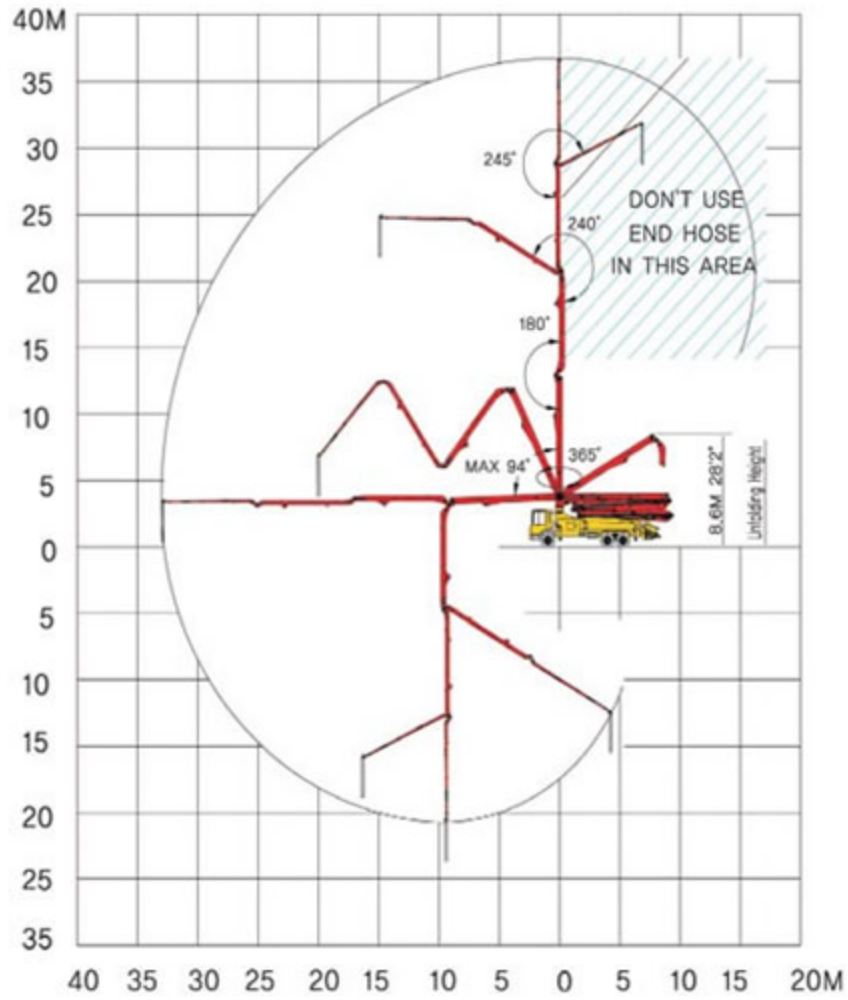 40M
35
30
25
20
15
10
5
0
5
10
15
20
25
35
245°
240°
180°
365°
MAX 94°
DON'T USE
END HOSE
IN THIS AREA
8.6M 28'2"
Unfolding Height
40 35 30 25 20 15 10 5 0 5 10 15 20M